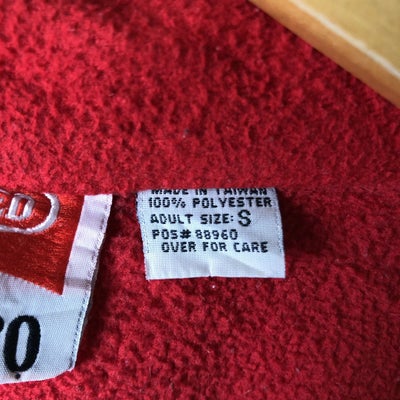 MADE IN TAIWAN
100% POLYESTER
ADULT SIZE: S
POS# 88960
OVER FOR CARE